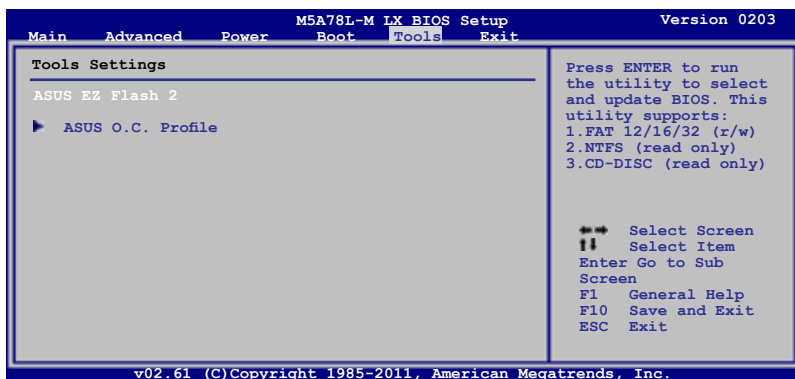 M5A78L-M LX BIOS Setup Version 0203
Main Advanced Power Boot Tools Exit
Tools Settings
ASUS EZ Flash 2
ASUS O.C. Profile
Press ENTER to run
the utility to select
and update BIOS. This
utility supports:
1.FAT 12/16/32 (r/w)
2.NTFS (read only)
3.CD-DISC (read only)
Select Screen
Select Item
Enter Go to Sub
Screen
F1 General Help
F10 Save and Exit
ESC Exit
v02.61 (C)Copyright 1985-2011, American Megatrends, Inc.